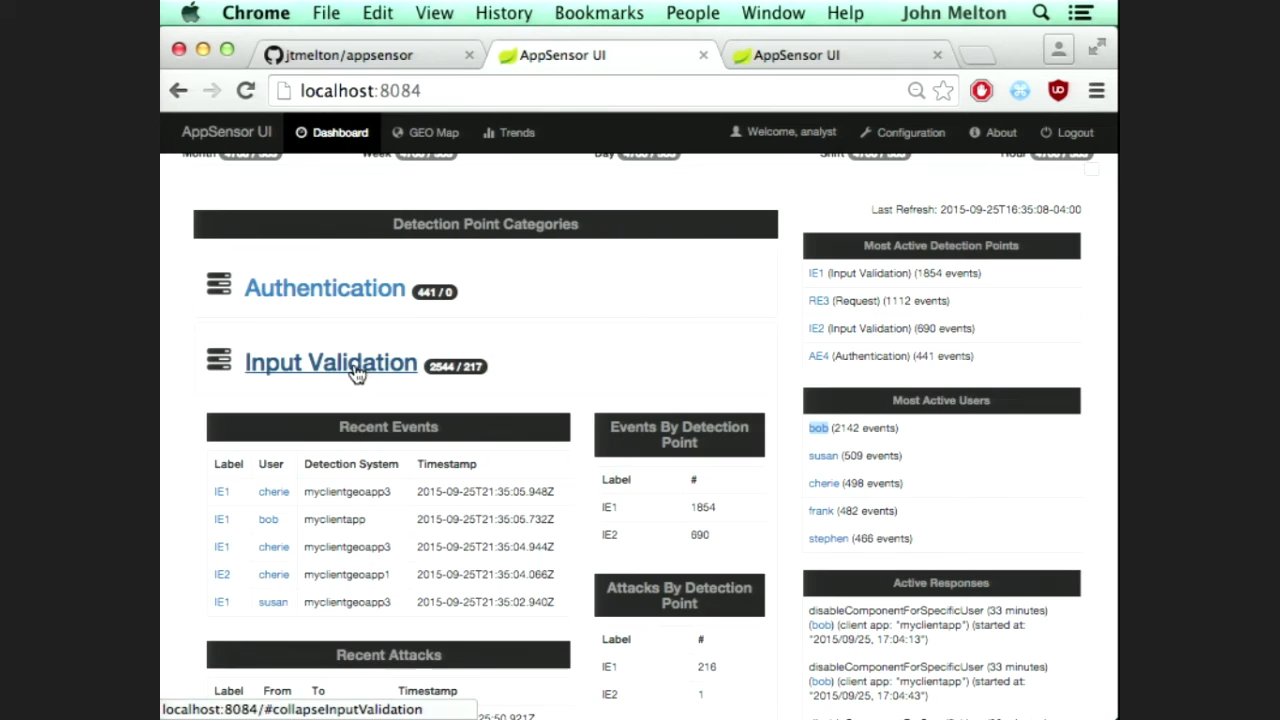 Chrome File Edit View History Bookmarks People Window Help John Melton
jtmelton/appsensor AppSensor UI AppSensor UI
localhost:8084
AppSensor UI Dashboard GEO Map Trends Welcome, analyst Configuration About Logout
Month Week Day Shift Hour
Last Refresh: 2015-09-25T16:35:08-04:00
Detection Point Categories
Authentication 441 / 0
Input Validation 2544 / 217
Recent Events
Label User Detection System Timestamp
IE1 cherie myclientgeoapp3 2015-09-25T21:35:05.948Z
IE1 bob myclientapp 2015-09-25T21:35:05.732Z
IE1 cherie myclientgeoapp3 2015-09-25T21:35:04.944Z
IE2 cherie myclientgeoapp1 2015-09-25T21:35:04.066Z
IE1 susan myclientgeoapp3 2015-09-25T21:35:02.940Z
Recent Attacks
Label From To Timestamp
Events By Detection
Point
Label #
IE1 1854
IE2 690
Attacks By Detection
Point
Label #
IE1 216
IE2 1
Most Active Detection Points
IE1 (Input Validation) (1854 events)
RE3 (Request) (1112 events)
IE2 (Input Validation) (690 events)
AE4 (Authentication) (441 events)
Most Active Users
bob (2142 events)
susan (509 events)
cherie (498 events)
frank (482 events)
stephen (466 events)
Active Responses
disableComponentForSpecificUser (33 minutes)
(bob) (client app: "myclientapp") (started at:
"2015/09/25, 17:04:13")
disableComponentForSpecificUser (33 minutes)
(bob) (client app: "myclientapp") (started at:
"2015/09/25, 17:04:43")
localhost:8084/#collapseInputValidation